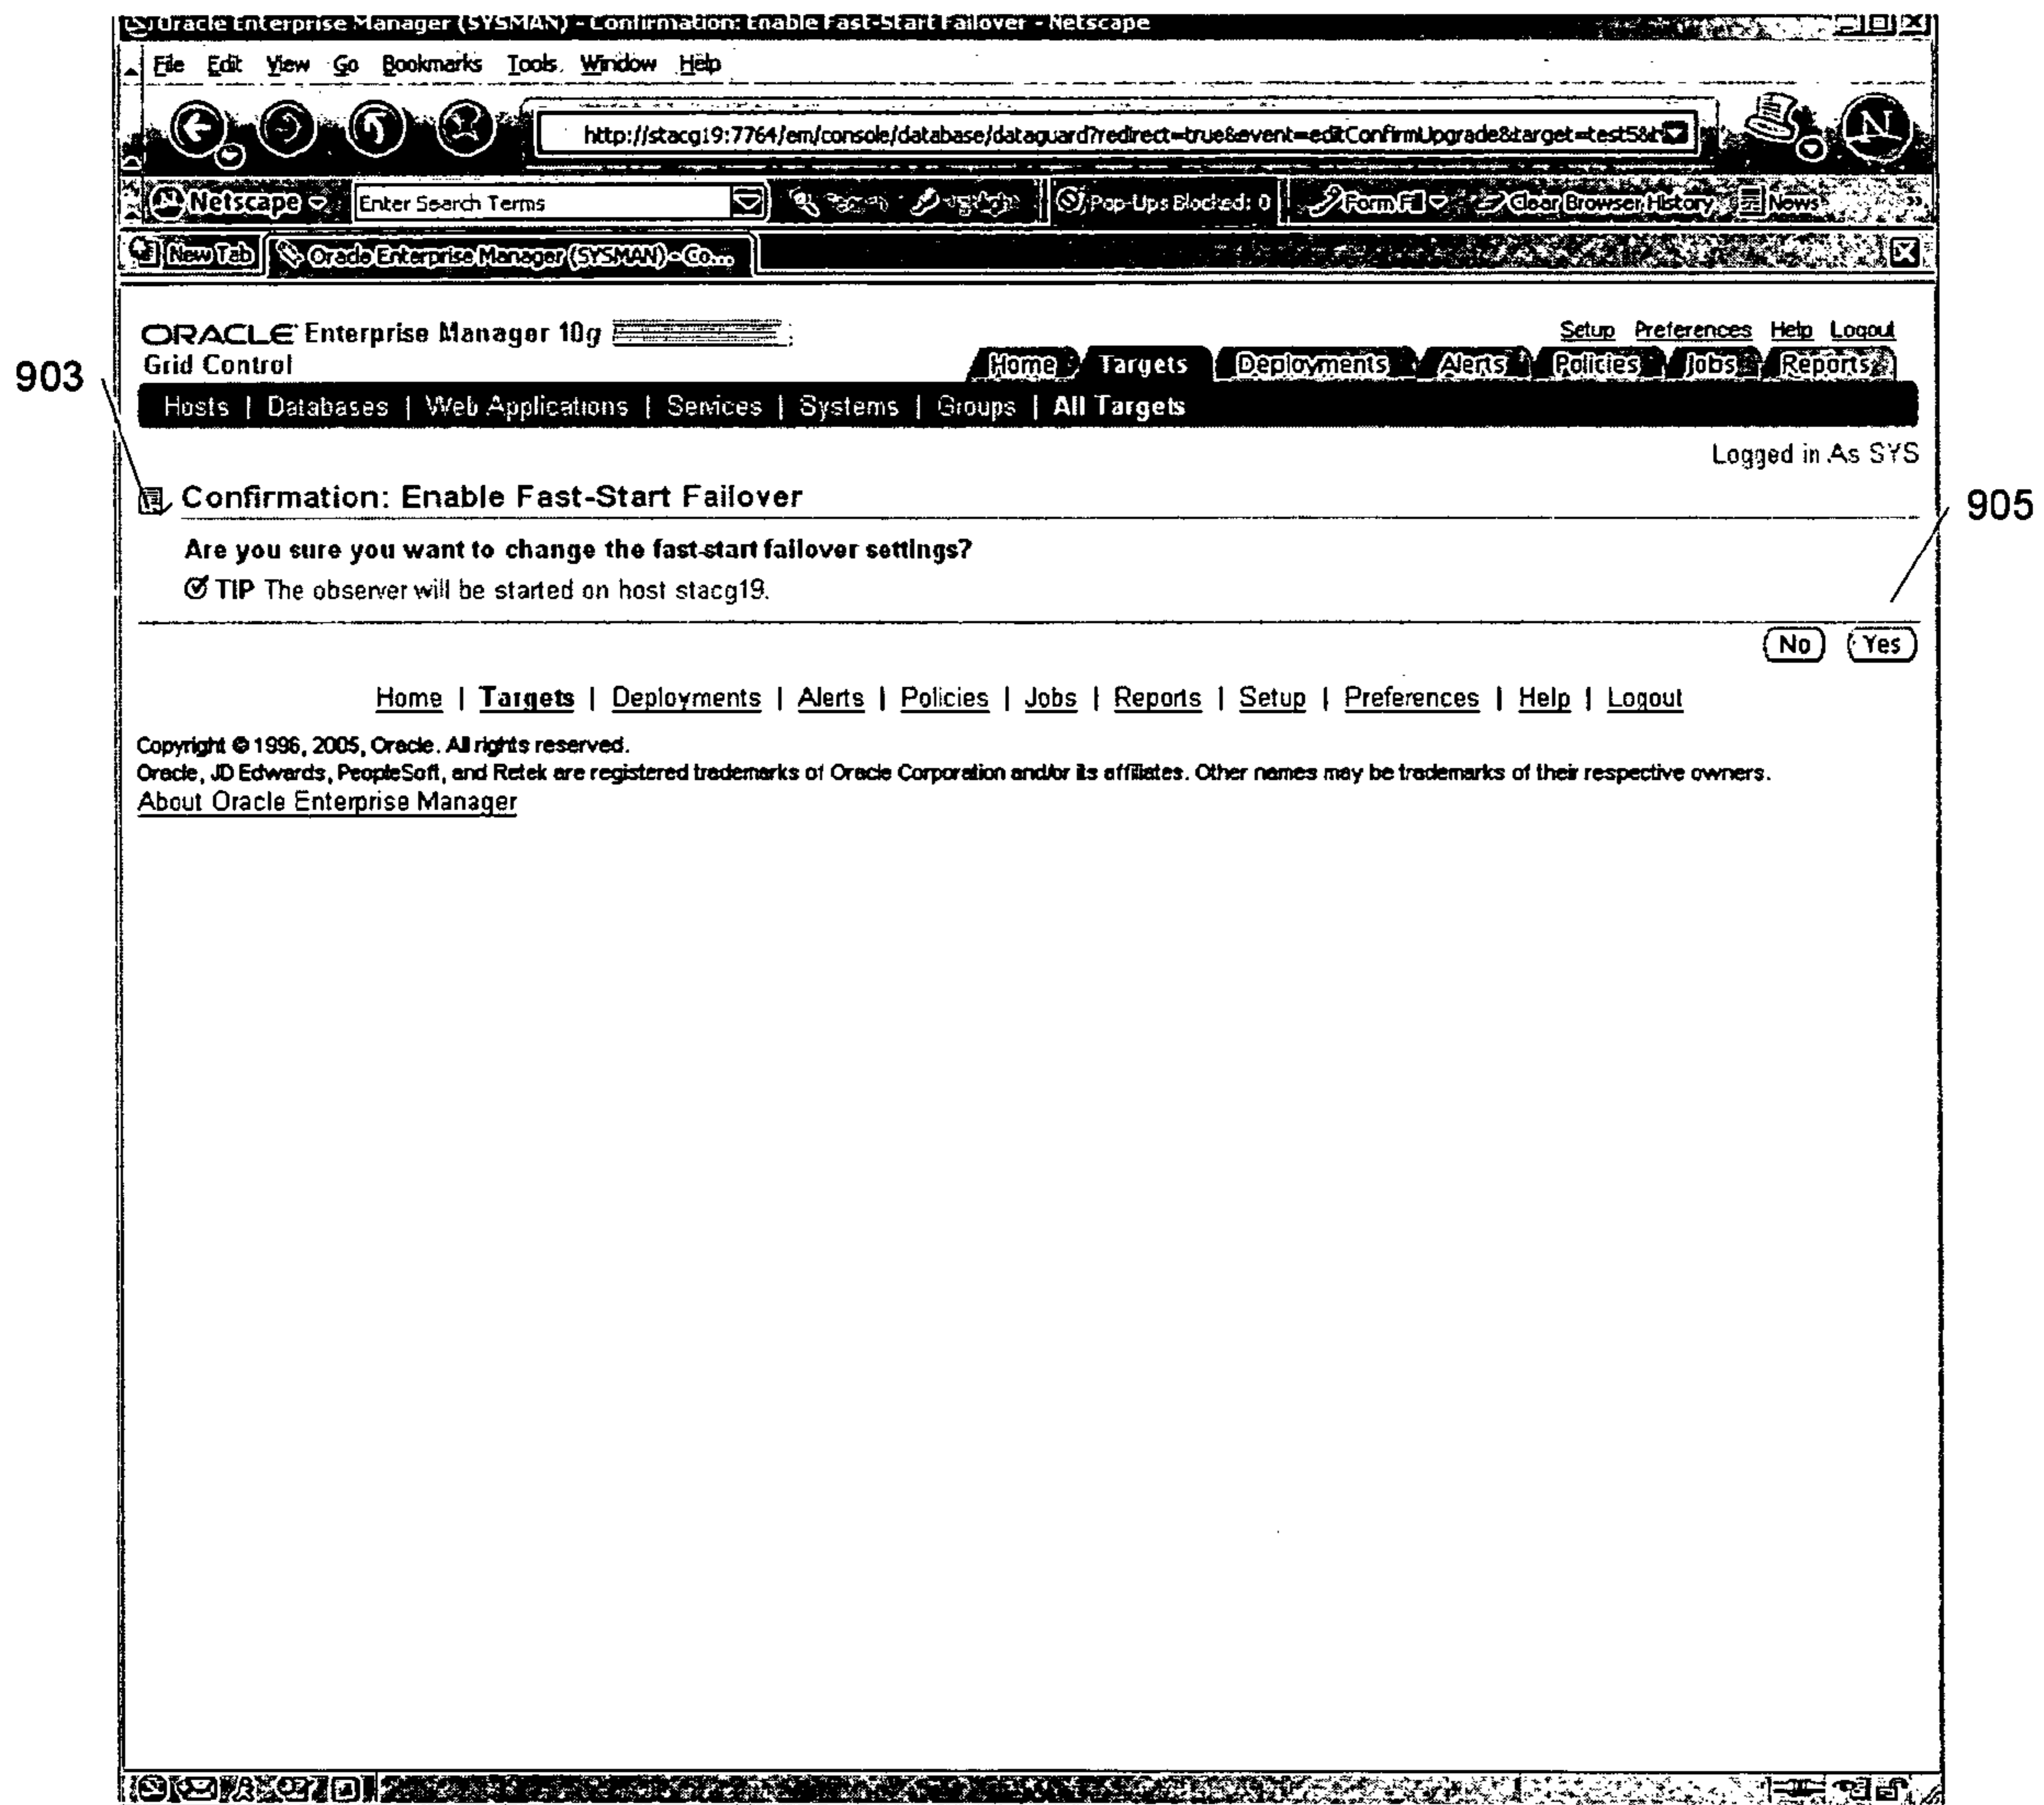 Oracle Enterprise Manager (SYSMAN) - Confirmation: Enable Fast-Start Failover - Netscape
File Edit View Go Bookmarks Tools Window Help
http://stacg19:7764/em/console/database/dataguard?redirect=true&event=editConfirmUpgrade&target=test5&t
N
Netscape Enter Search Terms Pop-Ups Blocked: 0 Form Fill Clear Browser History News
New Tab Oracle Enterprise Manager (SYSMAN) - Co...
ORACLE Enterprise Manager 10g
Grid Control
Setup Preferences Help Logout
Home Targets Deployments Alerts Policies Jobs Reports
903
Hosts | Databases | Web Applications | Services | Systems | Groups | All Targets
Logged in As SYS
Confirmation: Enable Fast-Start Failover
905
Are you sure you want to change the fast-start failover settings?
TIP The observer will be started on host stacg19.
No Yes
Home | Targets | Deployments | Alerts | Policies | Jobs | Reports | Setup | Preferences | Help | Logout
Copyright © 1996, 2005, Oracle. All rights reserved.
Oracle, JD Edwards, PeopleSoft, and Retek are registered trademarks of Oracle Corporation and/or its affiliates. Other names may be trademarks of their respective owners.
About Oracle Enterprise Manager